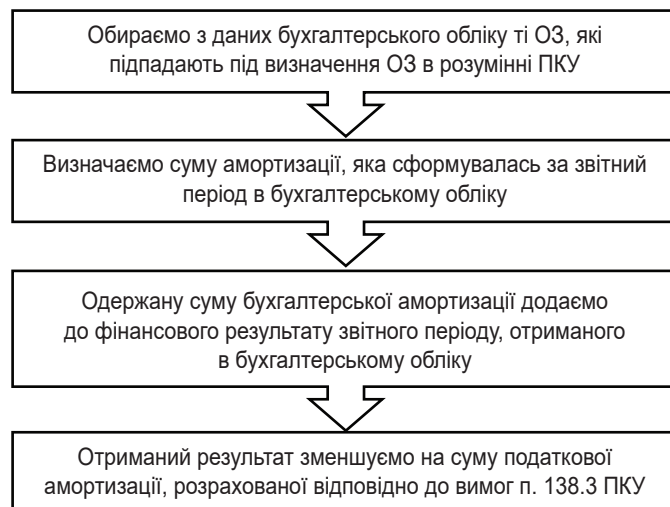 Обираємо з даних бухгалтерського обліку ті ОЗ, які
підпадають під визначення ОЗ в розумінні ПКУ
Визначаємо суму амортизації, яка сформувалась за звітний
період в бухгалтерському обліку
Одержану суму бухгалтерської амортизації додаємо
до фінансового результату звітного періоду, отриманого
в бухгалтерському обліку
Отриманий результат зменшуємо на суму податкової
амортизації, розрахованої відповідно до вимог п. 138.3 ПКУ